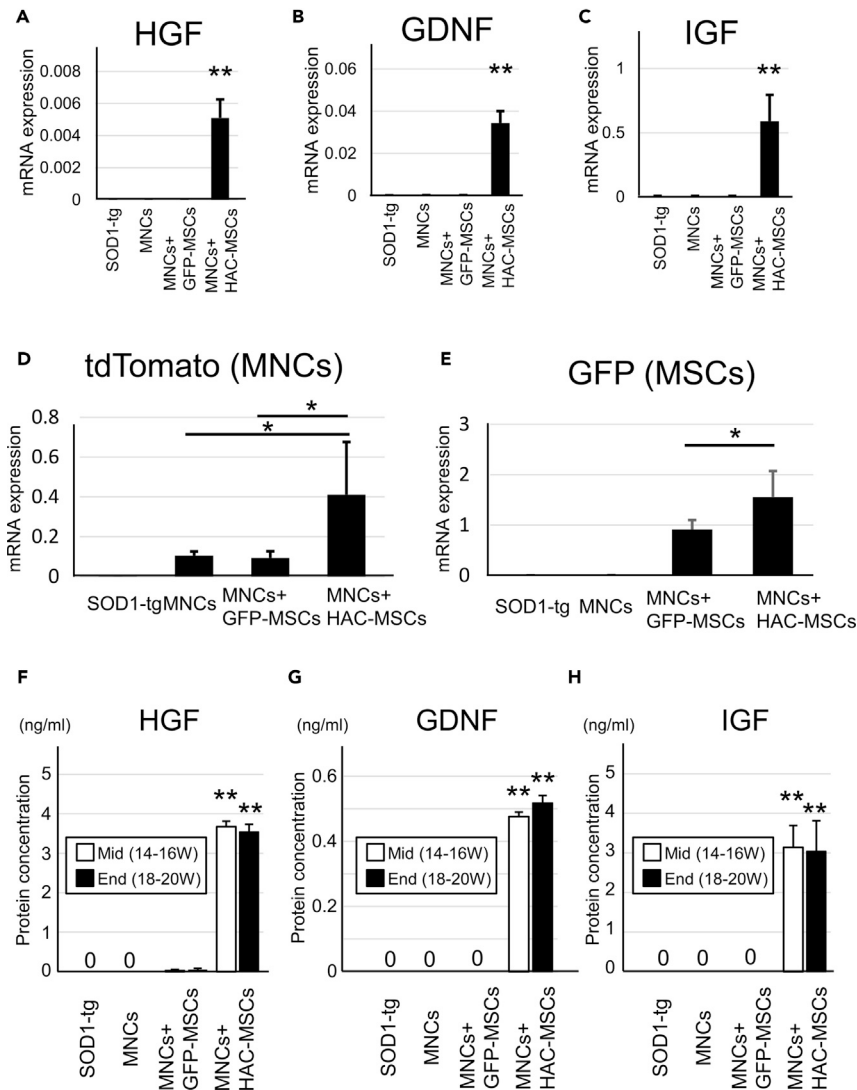 A
HGF
mRNA expression
0.008
0.006
0.004
0.002
0
**
SOD1-tg
MNCs
MNCs+
GFP-MSCs
MNCs+
HAC-MSCs
B
GDNF
mRNA expression
0.06
0.04
0.02
0
**
SOD1-tg
MNCs
MNCs+
GFP-MSCs
MNCs+
HAC-MSCs
C
IGF
mRNA expression
1
0.5
0
**
SOD1-tg
MNCs
MNCs+
GFP-MSCs
MNCs+
HAC-MSCs
D
tdTomato (MNCs)
mRNA expression
0.8
0.6
0.4
0.2
0
*
*
SOD1-tg
MNCs
MNCs+
GFP-MSCs
MNCs+
HAC-MSCs
E
GFP (MSCs)
mRNA expression
3
2
1
0
*
SOD1-tg
MNCs
MNCs+
GFP-MSCs
MNCs+
HAC-MSCs
F
(ng/ml)
HGF
Protein concentration
5
4
3
2
1
0
** **
Mid (14-16W)
End (18-20W)
0 0
SOD1-tg
MNCs
MNCs+
GFP-MSCs
MNCs+
HAC-MSCs
G
(ng/ml)
GDNF
Protein concentration
0.6
0.4
0.2
0
** **
Mid (14-16W)
End (18-20W)
0 0 0
SOD1-tg
MNCs
MNCs+
GFP-MSCs
MNCs+
HAC-MSCs
H
(ng/ml)
IGF
Protein concentration
5
4
3
2
1
0
** **
Mid (14-16W)
End (18-20W)
0 0 0
SOD1-tg
MNCs
MNCs+
GFP-MSCs
MNCs+
HAC-MSCs